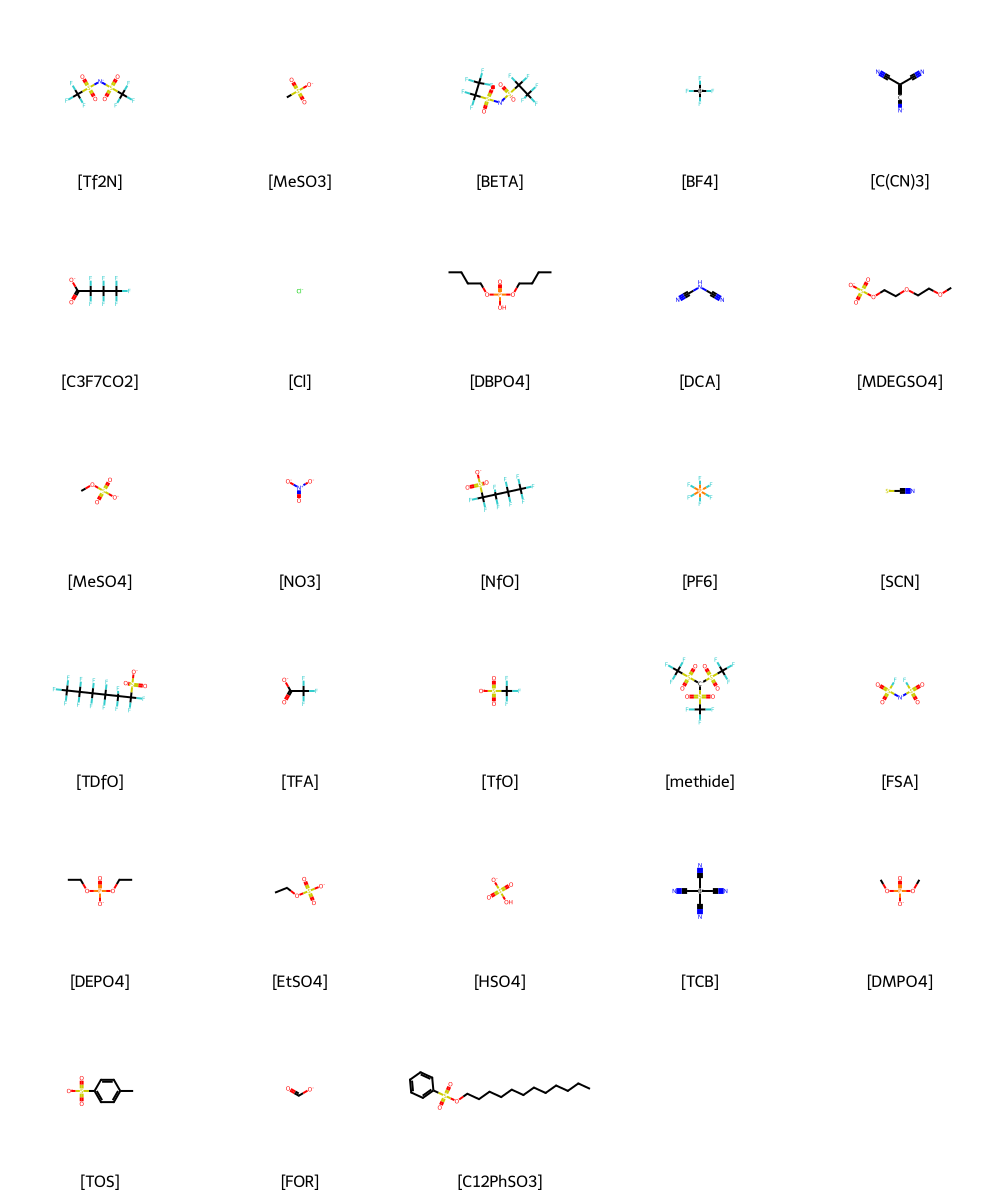 [Tf2N] [MeSO3] [BETA] [BF4] [C(CN)3]
[C3F7CO2] [Cl] [DBPO4] [DCA] [MDEGSO4]
[MeSO4] [NO3] [NfO] [PF6] [SCN]
[TDfO] [TFA] [TfO] [methide] [FSA]
[DEPO4] [EtSO4] [HSO4] [TCB] [DMPO4]
[TOS] [FOR] [C12PhSO3]